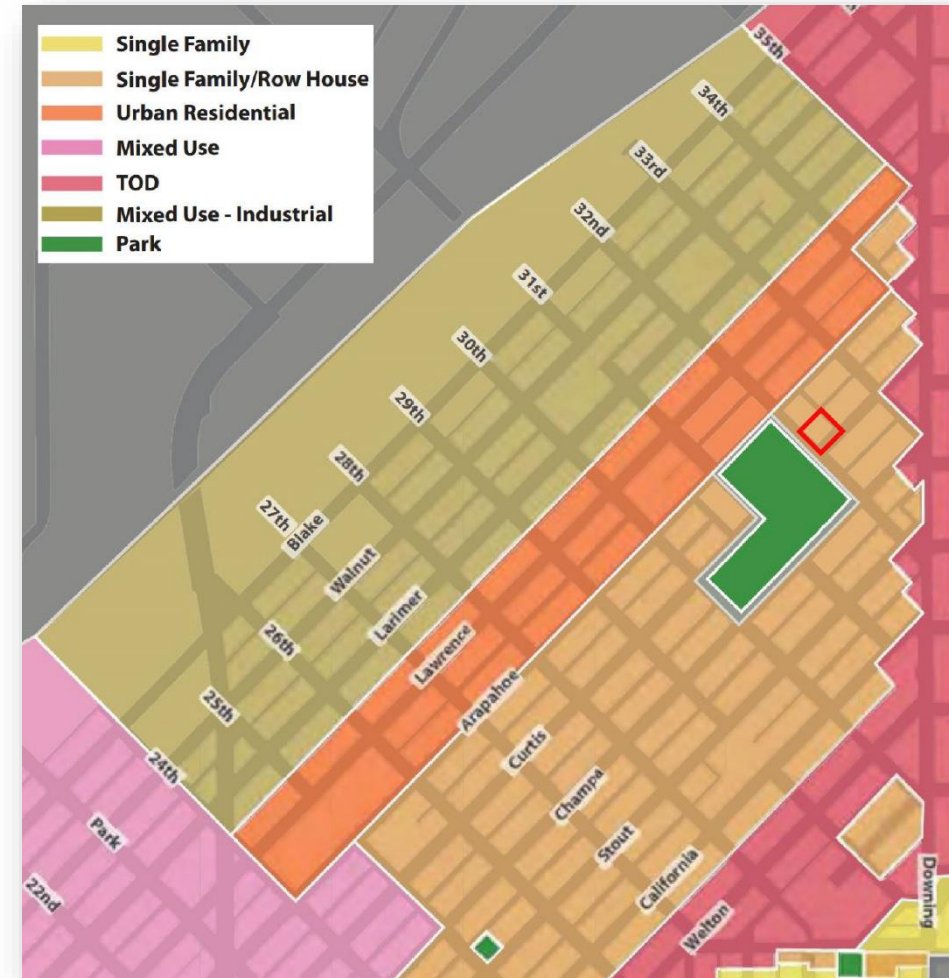 Single Family
Single Family/Row House
Urban Residential
Mixed Use
TOD
Mixed Use - Industrial
Park
35th
34th
33rd
32nd
31st
30th
29th
28th
27th
Blake
Walnut
26th
Larimer
Lawrence
25th
Arapahoe
24th
Curtis
Champa
Park
Stout
California
22nd
Welton
Downing